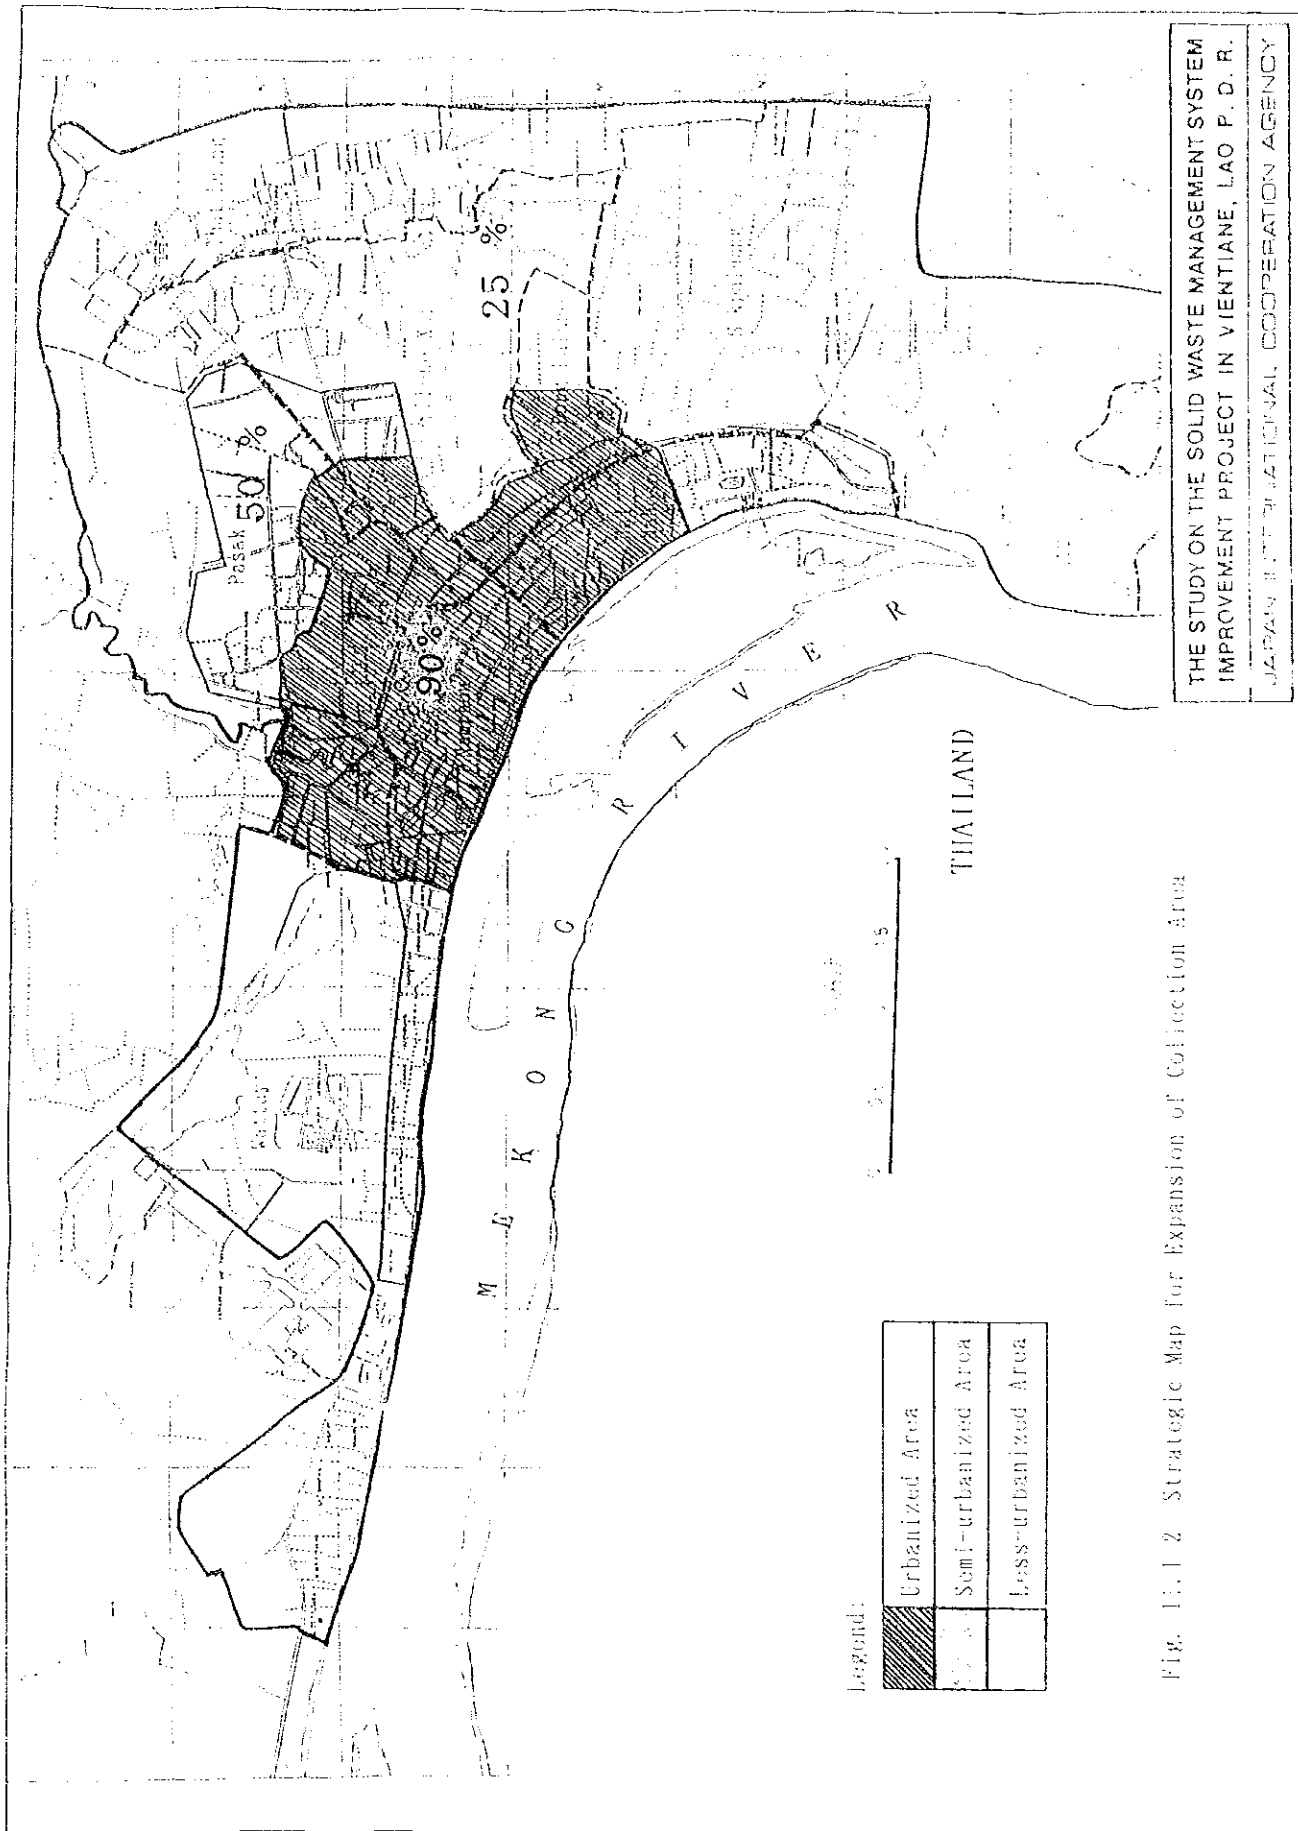 Pasak 50 %
25 %
90 %
MEKONG RIVER
THAILAND
Legend:
Urbanized Area
Semi-urbanized Area
Less-urbanized Area
Fig. 11.1 2 Strategic Map for Expansion of Collection Area
THE STUDY ON THE SOLID WASTE MANAGEMENT SYSTEM
IMPROVEMENT PROJECT IN VIENTIANE, LAO P. D. R.
JAPAN INTERNATIONAL COOPERATION AGENCY